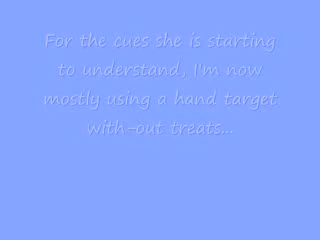 For the cues she is starting
to understand, I'm now
mostly using a hand target
with-out treats...